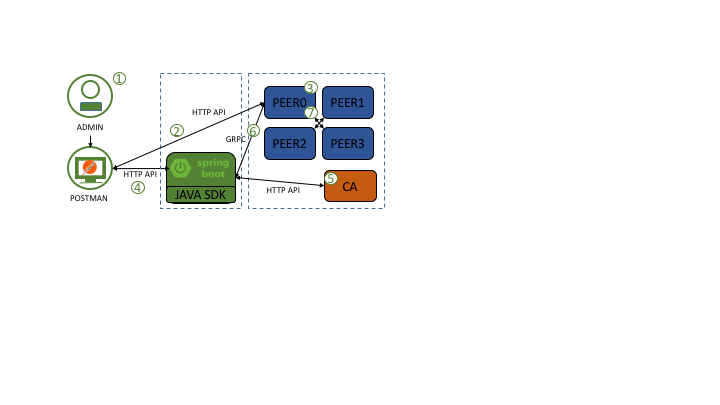 ①
ADMIN
POSTMAN
②
HTTP API
HTTP API
④
GRPC
⑥
spring
boot
JAVA SDK
③
PEER0
PEER1
⑦
PEER2
PEER3
HTTP API
⑤
CA